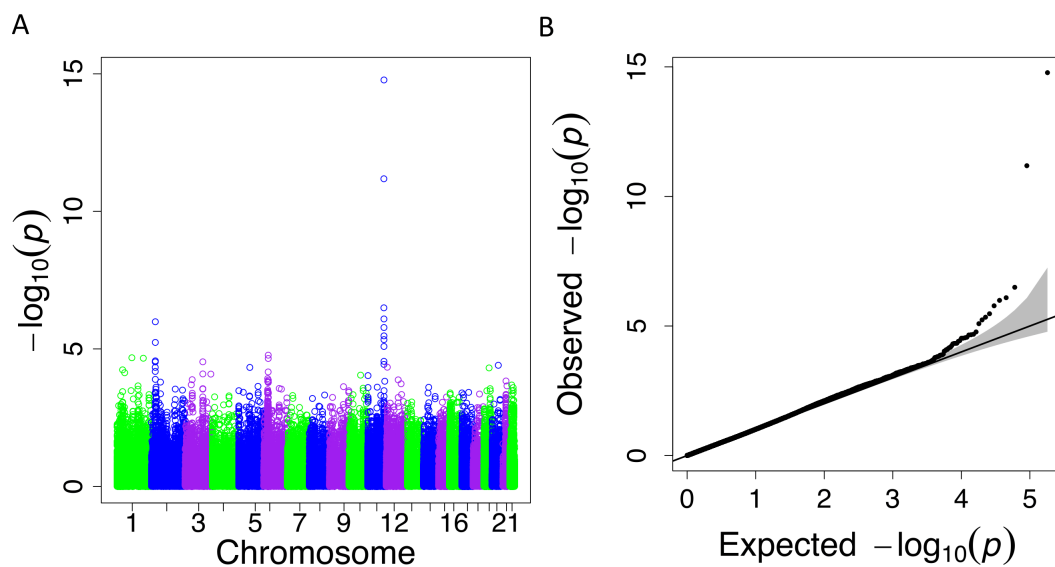 A
B
15
10
5
0
−log10(p)
1 3 5 7 9 12 16 21
Chromosome
15
10
5
0
Observed −log10(p)
0 1 2 3 4 5
Expected −log10(p)